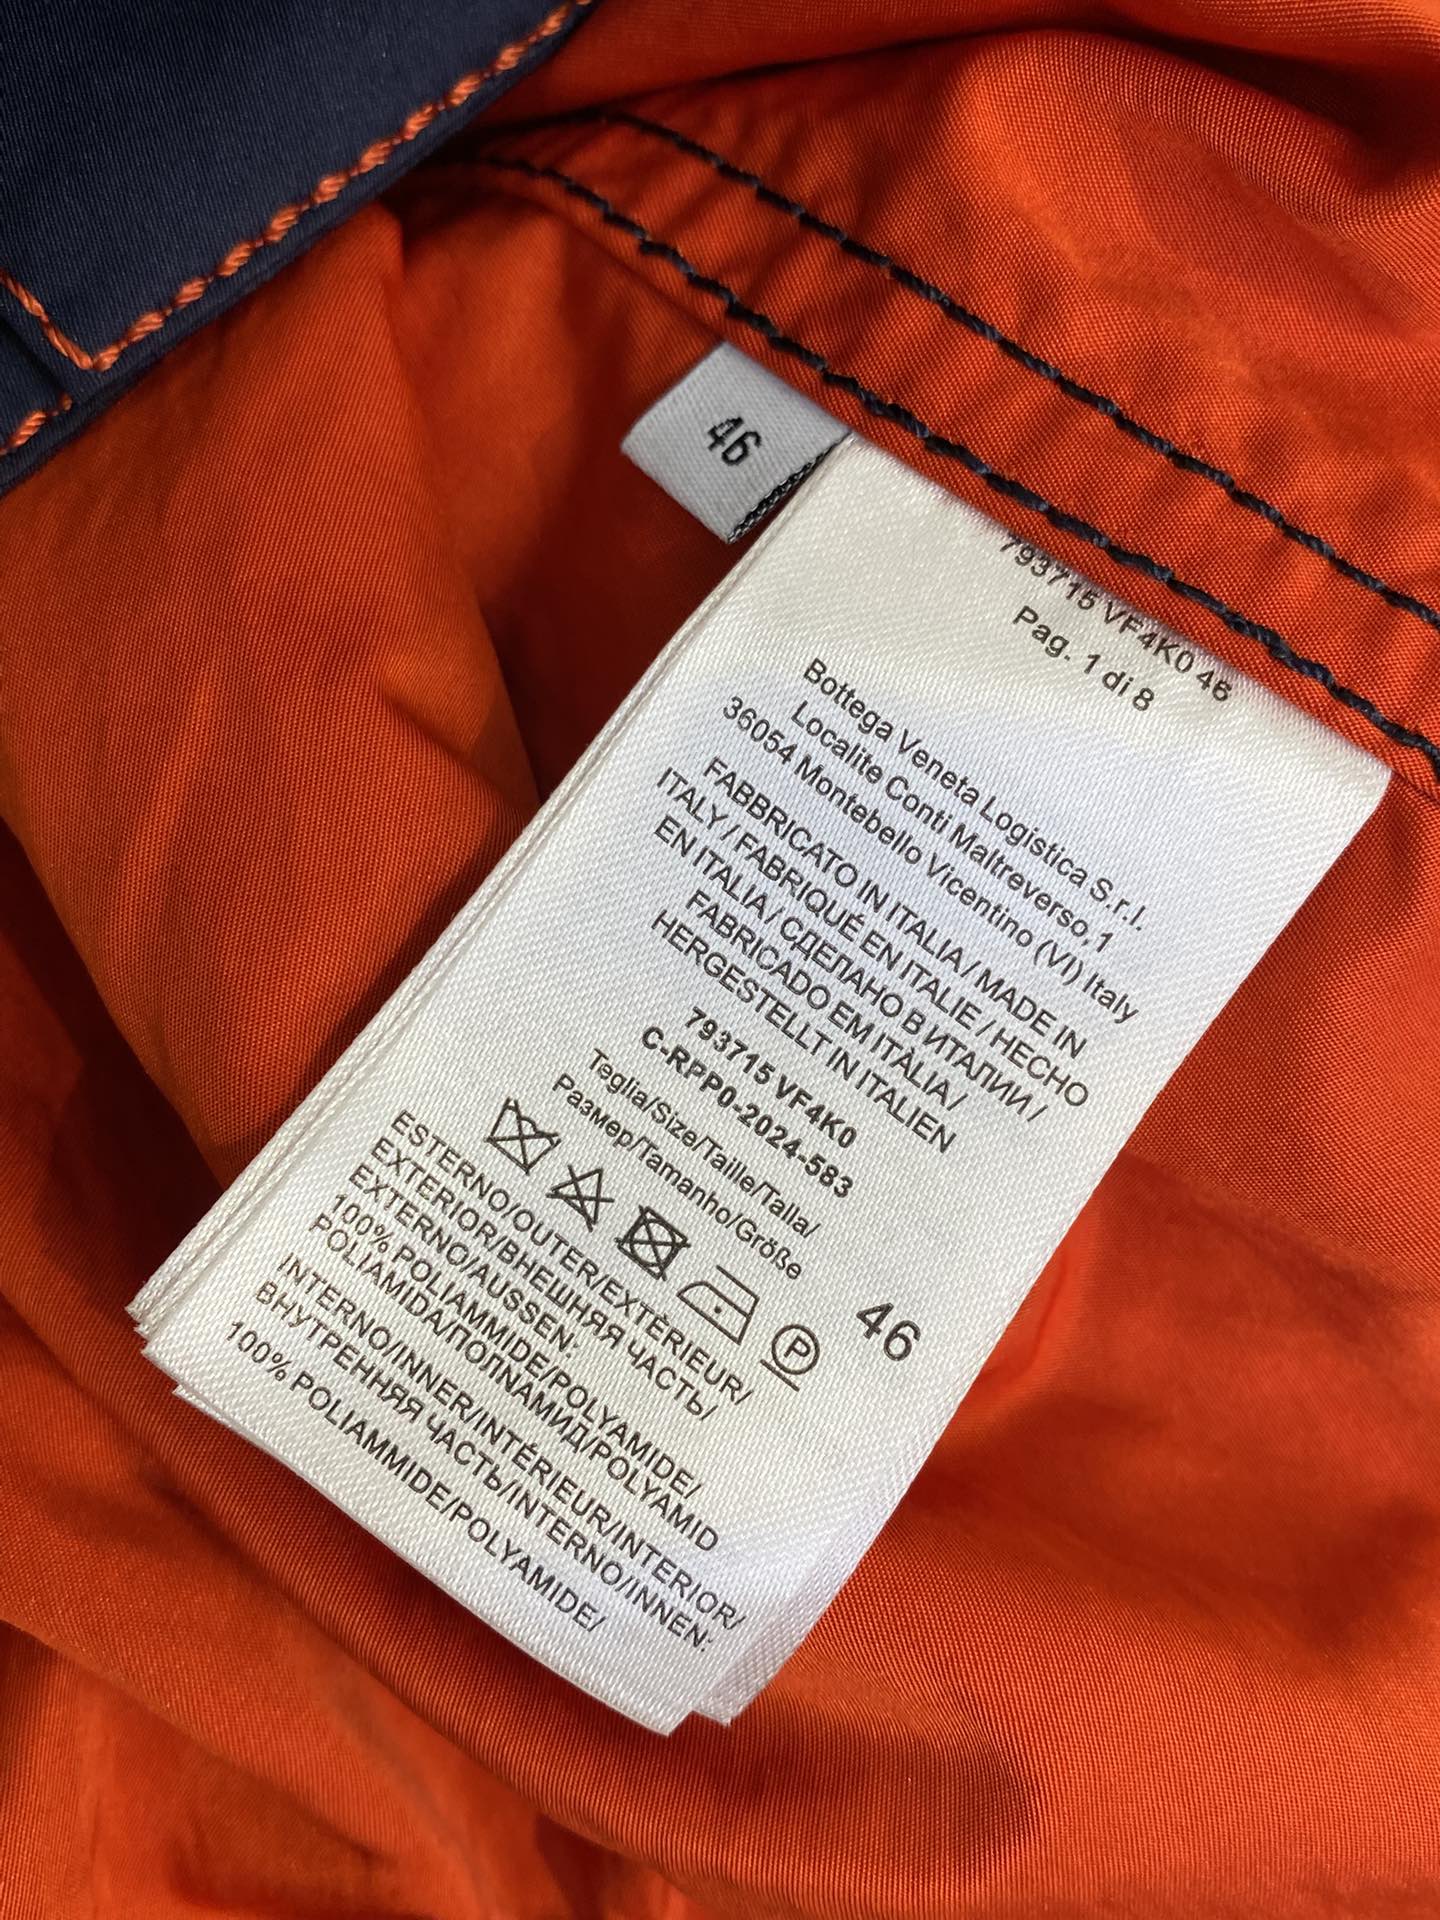 46
793715 VF4K0 46
Pag. 1 di 8
Bottega Veneta Logistica S.r.l.
Localite Conti Maltreverso,1
36054 Montebello Vicentino (VI) Italy
FABBRICATO IN ITALIA / MADE IN
ITALY / FABRIQUÉ EN ITALIE / HECHO
EN ITALIA / СДЕЛАНО В ИТАЛИИ /
FABRICADO EM ITÀLIA /
HERGESTELLT IN ITALIEN
793715 VF4K0
C-RPP0-2024-583
Teglia/Size/Taille/Talla/
Размер/Tamanho/Größe
46
P
ESTERNO/OUTER/EXTÈRIEUR/
EXTERIOR/ВНЕШНЯЯ ЧАСТЬ/
EXTERNO/AUSSEN:
100% POLIAMMIDE/POLYAMIDE/
POLIAMIDA/ПОЛNАМИД/POLYAMID
INTERNO/INNER/INTÉRIEUR/INTERIOR/
ВНУТРЕННЯЯ ЧАСТЬ/INTERNO/INNEN:
100% POLIAMMIDE/POLYAMIDE/